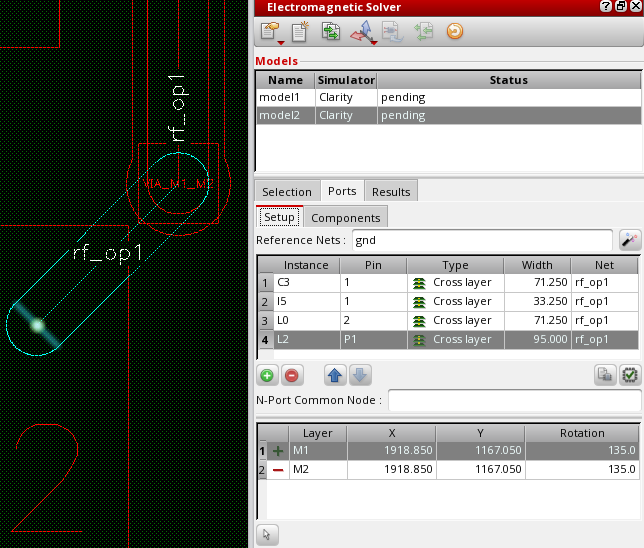 rf_op1
VIA_M1_M2
rf_op1
2
Electromagnetic Solver
Models
Name Simulator Status
model1 Clarity pending
model2 Clarity pending
Selection Ports Results
Setup Components
Reference Nets : gnd
Instance Pin Type Width Net
1 C3 1 Cross layer 71.250 rf_op1
2 I5 1 Cross layer 33.250 rf_op1
3 L0 2 Cross layer 71.250 rf_op1
4 L2 P1 Cross layer 95.000 rf_op1
N-Port Common Node :
Layer X Y Rotation
1 M1 1918.850 1167.050 135.0
2 M2 1918.850 1167.050 135.0